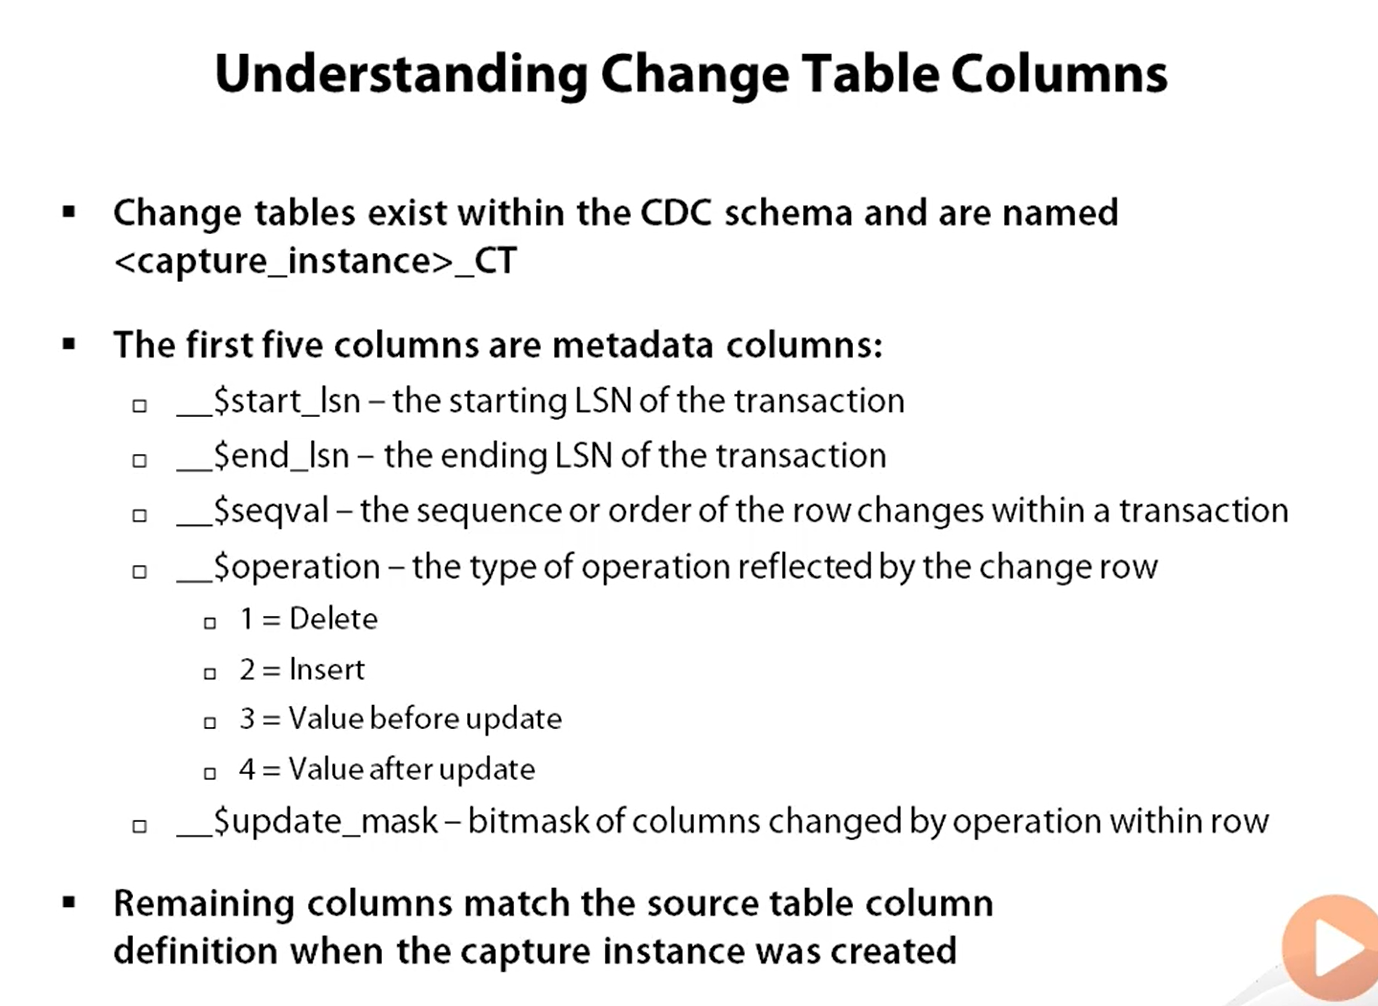 Understanding Change Table Columns
▪ Change tables exist within the CDC schema and are named
<capture_instance>_CT
▪ The first five columns are metadata columns:
□ __$start_lsn – the starting LSN of the transaction
□ __$end_lsn – the ending LSN of the transaction
□ __$seqval – the sequence or order of the row changes within a transaction
□ __$operation – the type of operation reflected by the change row
□ 1 = Delete
□ 2 = Insert
□ 3 = Value before update
□ 4 = Value after update
□ __$update_mask – bitmask of columns changed by operation within row
▪ Remaining columns match the source table column
definition when the capture instance was created